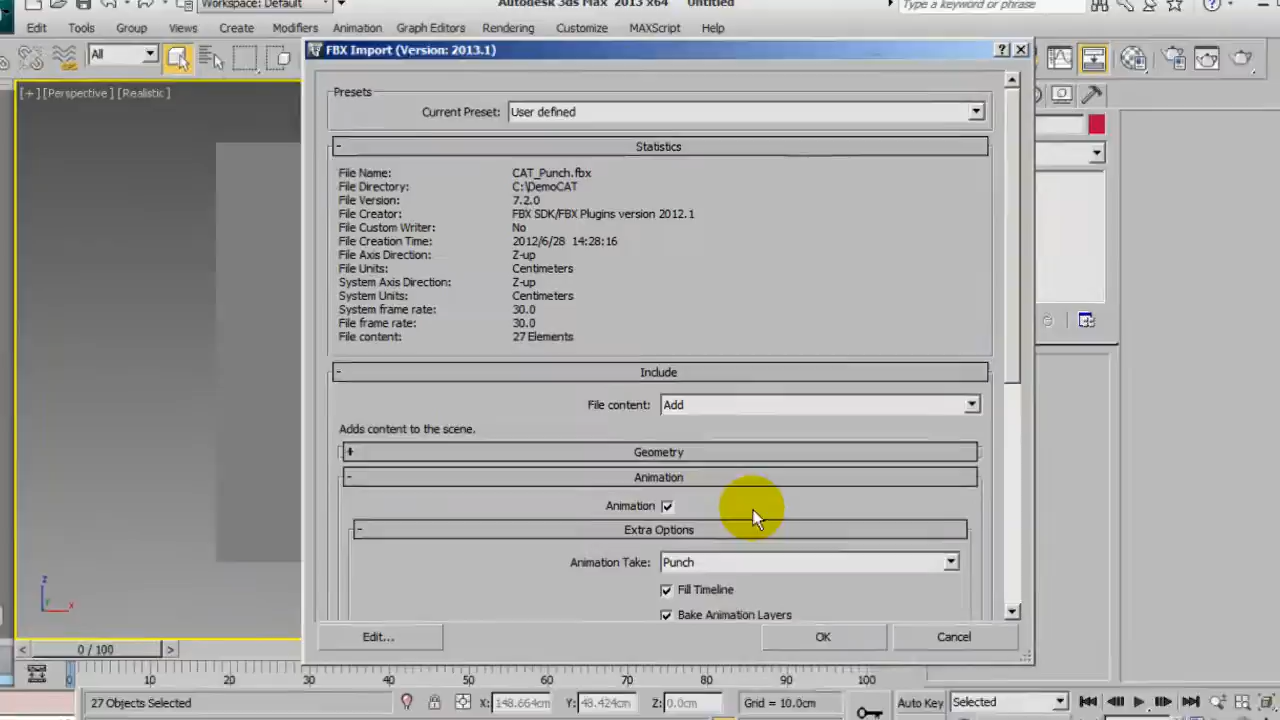 Workspace: Default
Autodesk 3ds Max 2013 x64 Untitled
Type a keyword or phrase
Edit Tools Group Views Create Modifiers Animation Graph Editors Rendering Customize MAXScript Help
All
FBX Import (Version: 2013.1)
[+][Perspective][Realistic]
Presets
Current Preset: User defined
- Statistics
File Name: CAT_Punch.fbx
File Directory: C:\DemoCAT
File Version: 7.2.0
File Creator: FBX SDK/FBX Plugins version 2012.1
File Custom Writer: No
File Creation Time: 2012/6/28 14:28:16
File Axis Direction: Z-up
File Units: Centimeters
System Axis Direction: Z-up
System Units: Centimeters
System frame rate: 30.0
File frame rate: 30.0
File content: 27 Elements
- Include
File content: Add
Adds content to the scene.
+ Geometry
- Animation
Animation
- Extra Options
Animation Take: Punch
Fill Timeline
Bake Animation Layers
Edit... OK Cancel
z
x
< 0 / 100 >
0 10 20 30 40 50 60 70 80 90 100
27 Objects Selected X: 148.664cm Y: 48.424cm Z: 0.0cm Grid = 10.0cm Auto Key Selected